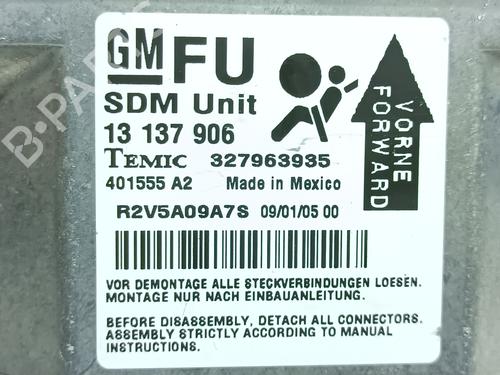 GM FU
SDM Unit
13 137 906
TEMIC 327963935
401555 A2 Made in Mexico
R2V5A09A7S 09/01/05 00
VORNE
FORWARD
VOR DEMONTAGE ALLE STECKVERBINDUNGEN LOESEN.
MONTAGE NUR NACH EINBAUANLEITUNG.
BEFORE DISASSEMBLY, DETACH ALL CONNECTORS.
ASSEMBLY STRICTLY ACCORDING TO MANUAL
INSTRUCTIONS.
B-PARTS